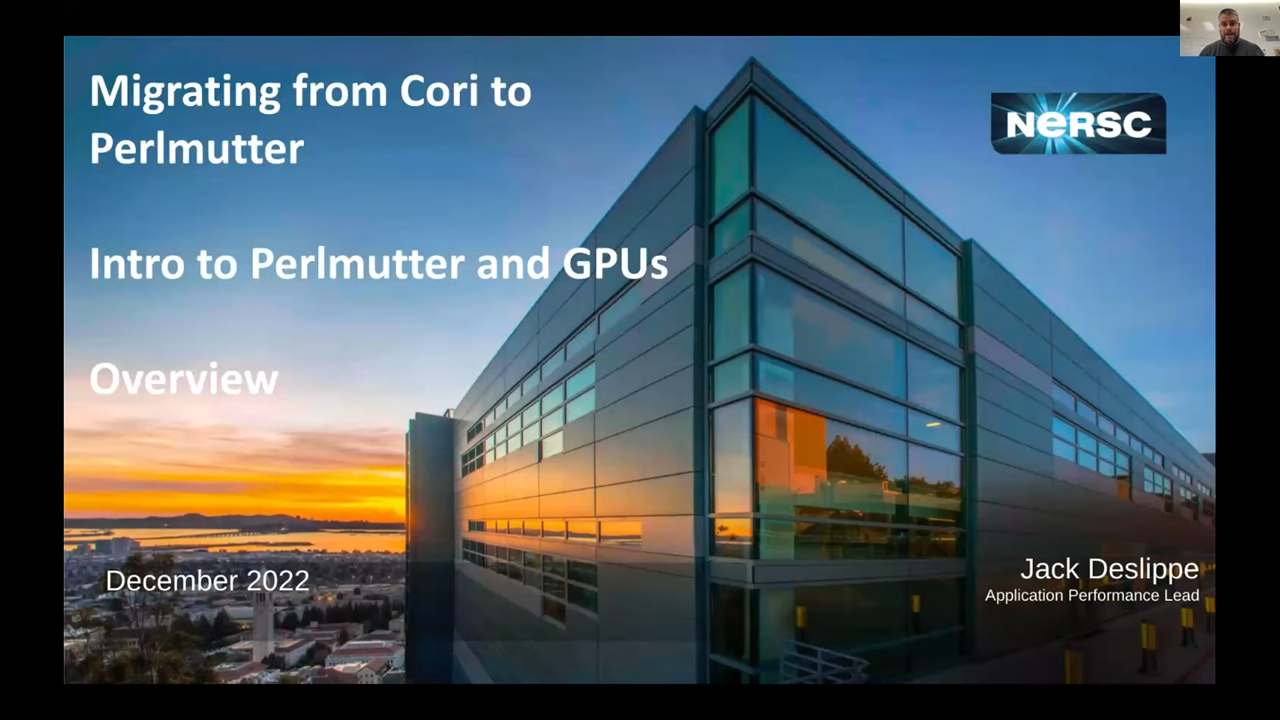 Migrating from Cori to
Perlmutter
NERSC
Intro to Perlmutter and GPUs
Overview
December 2022
Jack Deslippe
Application Performance Lead